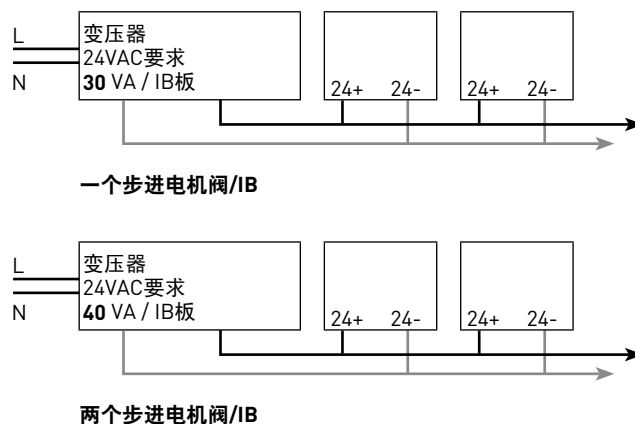 L
N
变压器
24VAC要求
30 VA / IB板
24+ 24-
24+ 24-
一个步进电机阀/IB
L
N
变压器
24VAC要求
40 VA / IB板
24+ 24-
24+ 24-
两个步进电机阀/IB